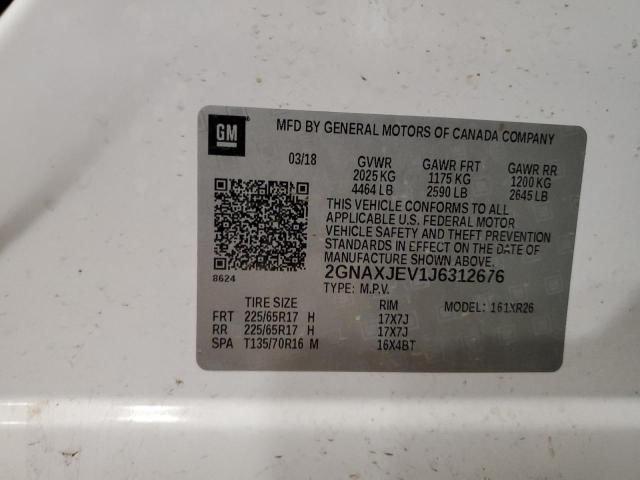 GM
MFD BY GENERAL MOTORS OF CANADA COMPANY
03/18 GVWR GAWR FRT GAWR RR
2025 KG 1175 KG 1200 KG
4464 LB 2590 LB 2645 LB
THIS VEHICLE CONFORMS TO ALL
APPLICABLE U.S. FEDERAL MOTOR
VEHICLE SAFETY AND THEFT
PREVENTION STANDARDS IN EFFECT
ON THE DATE OF
MANUFACTURE SHOWN ABOVE.
8624
2GNAXJEV1J6312676
TYPE: M.P.V.
TIRE SIZE RIM MODEL: 161XR26
FRT 225/65R17 H 17X7J
RR 225/65R17 H 17X7J
SPA T135/70R16 M 16X4BT